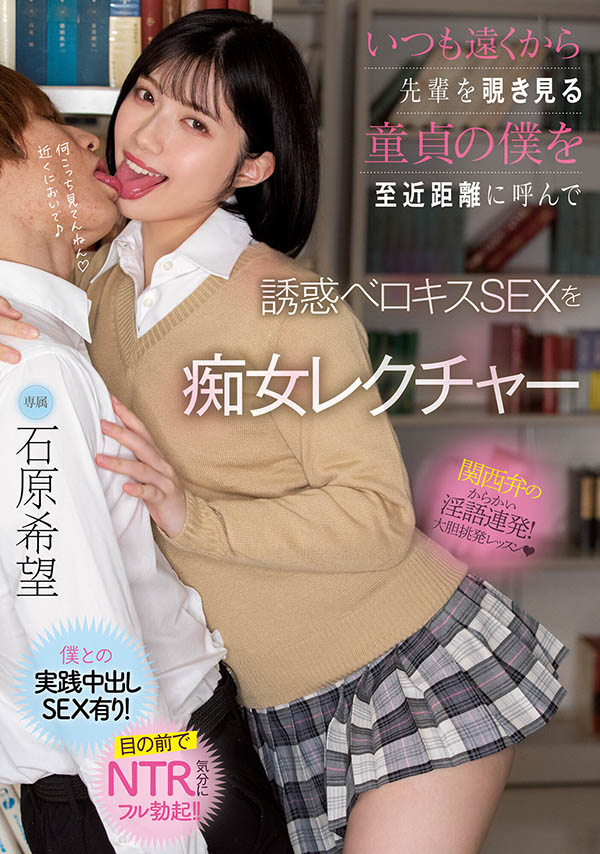 いつも遠くから
先輩を覗き見る
童貞の僕を
至近距離に呼んで
誘惑ベロキスSEXを
痴女レクチャー
何こっち見てんねん♡
近くにおいで♪
専属
石原希望
関西弁の
からかい
淫語連発!
大胆挑発レッスン♥
僕との
実践中出し
SEX有り!
目の前で
NTR気分に
フル勃起!!